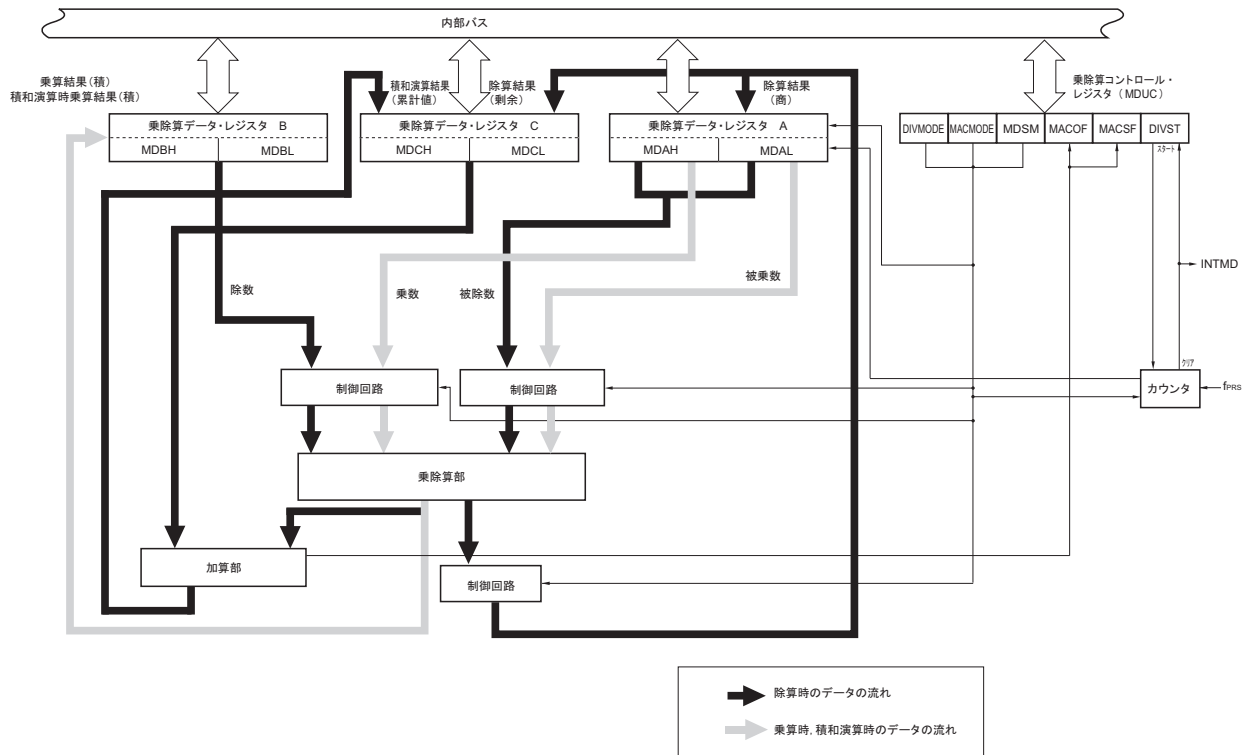 内部バス
乗算結果(積)
積和演算時乗算結果(積)
積和演算結果
(累計値)
除算結果
(剰余)
除算結果
(商)
乗除算コントロール・
レジスタ(MDUC)
乗除算データ・レジスタ B
MDBH
MDBL
乗除算データ・レジスタ C
MDCH
MDCL
乗除算データ・レジスタ A
MDAH
MDAL
DIVMODE
MACMODE
MDSM
MACOF
MACSF
DIVST
スタート
INTMD
除数
乗数
被除数
被乗数
クリア
制御回路
制御回路
カウンタ
fPRS
乗除算部
加算部
制御回路
除算時のデータの流れ
乗算時,積和演算時のデータの流れ